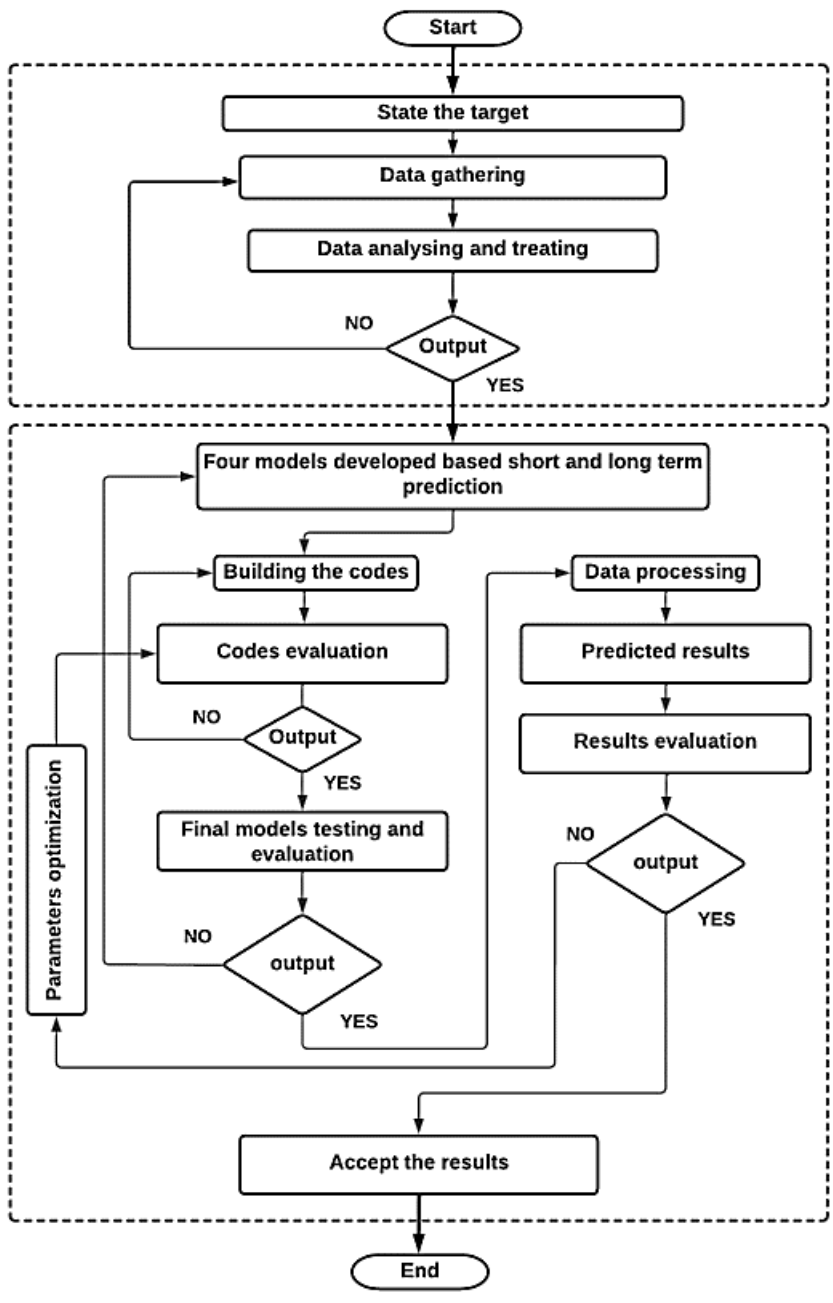 Start
State the target
Data gathering
Data analysing and treating
NO
Output
YES
Four models developed based short and long term
prediction
Building the codes
Codes evaluation
NO
Output
YES
Final models testing and
evaluation
NO
output
YES
Parameters optimization
Data processing
Predicted results
Results evaluation
NO
output
YES
Accept the results
End